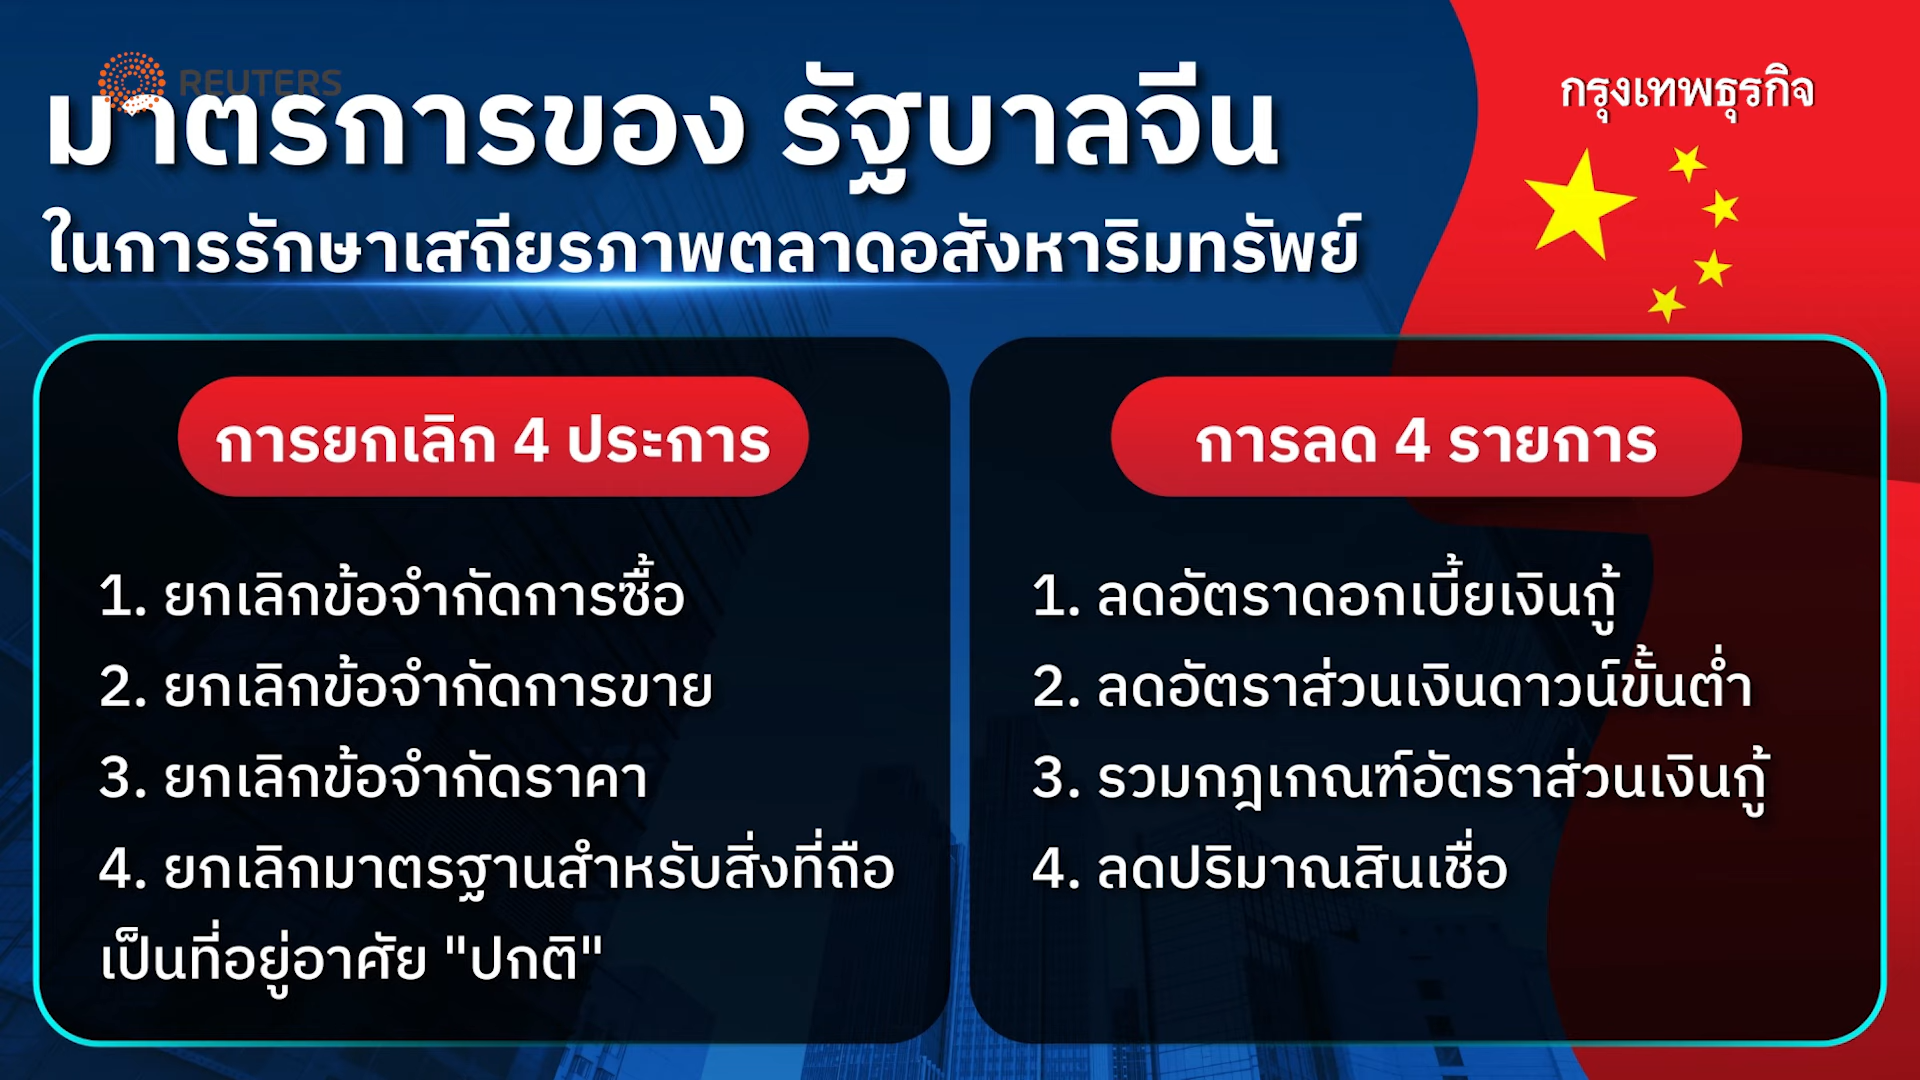 REUTERS
กรุงเทพธุรกิจ
มาตรการของ รัฐบาลจีน
ในการรักษาเสถียรภาพตลาดอสังหาริมทรัพย์
การยกเลิก 4 ประการ
1. ยกเลิกข้อจำกัดการซื้อ
2. ยกเลิกข้อจำกัดการขาย
3. ยกเลิกข้อจำกัดราคา
4. ยกเลิกมาตรฐานสำหรับสิ่งที่ถือ
เป็นที่อยู่อาศัย "ปกติ"
การลด 4 รายการ
1. ลดอัตราดอกเบี้ยเงินกู้
2. ลดอัตราส่วนเงินดาวน์ขั้นต่ำ
3. รวมกฎเกณฑ์อัตราส่วนเงินกู้
4. ลดปริมาณสินเชื่อ